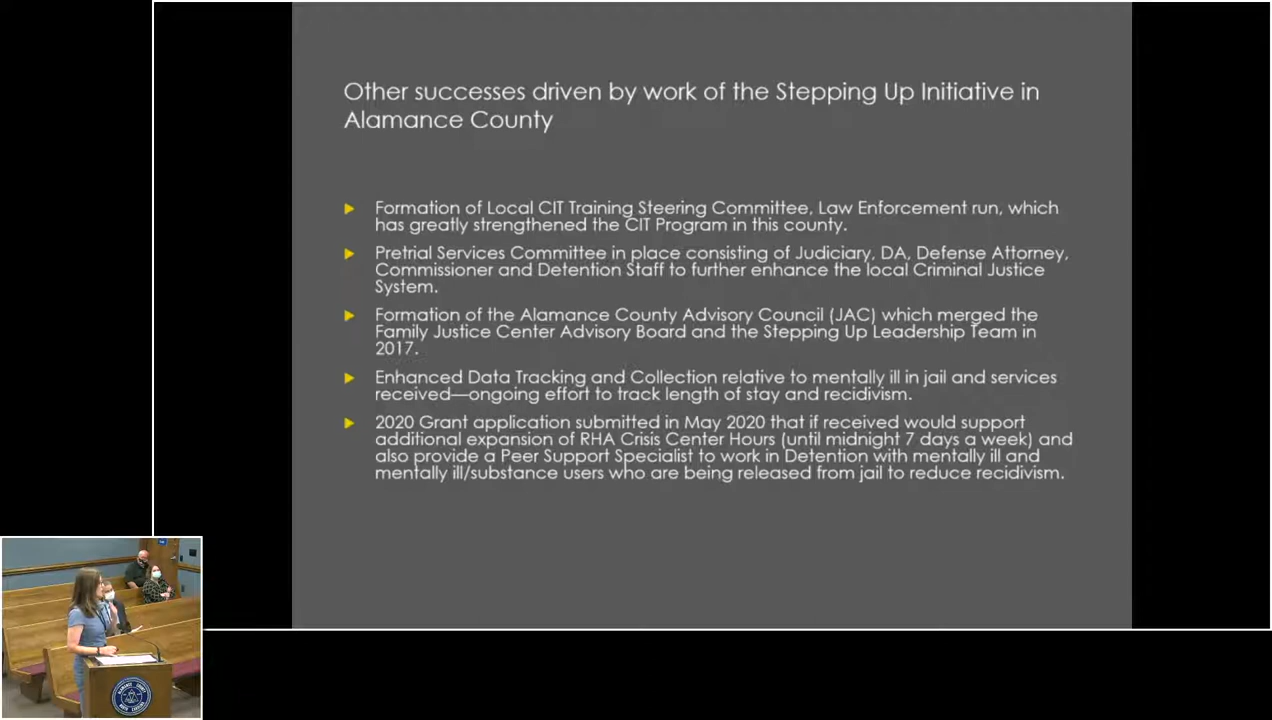 Other successes driven by work of the Stepping Up Initiative in
Alamance County
Formation of Local CIT Training Steering Committee, Law Enforcement run, which
has greatly strengthened the CIT Program in this county.
Pretrial Services Committee in place consisting of Judiciary, DA, Defense Attorney,
Commissioner and Detention Staff to further enhance the local Criminal Justice
System.
Formation of the Alamance County Advisory Council (JAC) which merged the
Family Justice Center Advisory Board and the Stepping Up Leadership Team in
2017.
Enhanced Data Tracking and Collection relative to mentally ill in jail and services
received—ongoing effort to track length of stay and recidivism.
2020 Grant application submitted in May 2020 that if received would support
additional expansion of RHA Crisis Center Hours (until midnight 7 days a week) and
also provide a Peer Support Specialist to work in Detention with mentally ill and
mentally ill/substance users who are being released from jail to reduce recidivism.